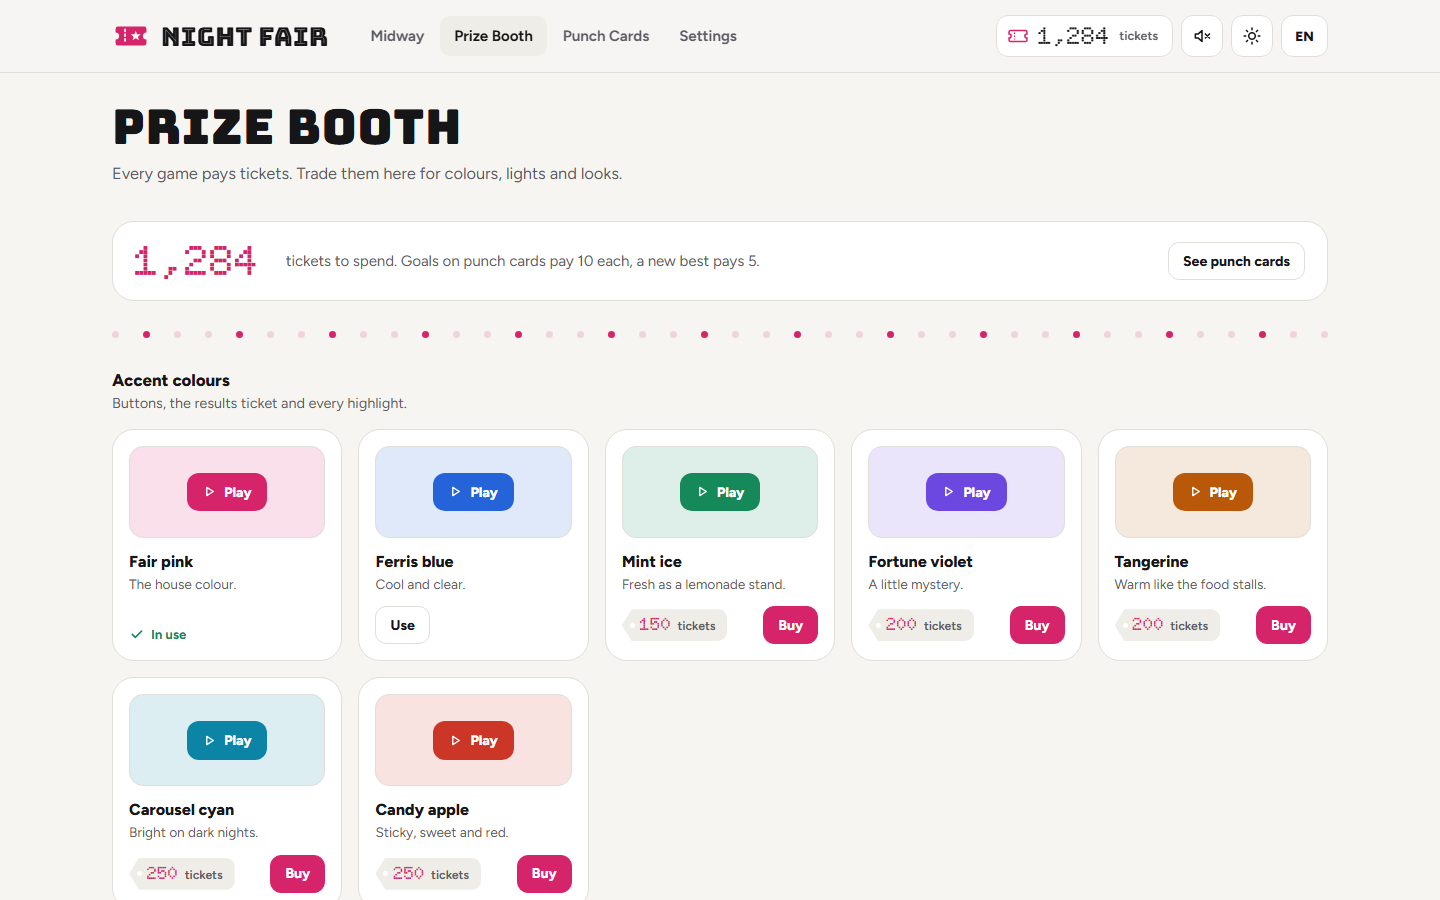 NIGHT FAIR Midway Prize Booth Punch Cards Settings 1,284 tickets EN
PRIZE BOOTH
Every game pays tickets. Trade them here for colours, lights and looks.
1,284 tickets to spend. Goals on punch cards pay 10 each, a new best pays 5. See punch cards
Accent colours
Buttons, the results ticket and every highlight.
Play Play Play Play Play
Fair pink Ferris blue Mint ice Fortune violet Tangerine
The house colour. Cool and clear. Fresh as a lemonade stand. A little mystery. Warm like the food stalls.
In use Use 150 tickets Buy 200 tickets Buy 200 tickets Buy
Play Play
Carousel cyan Candy apple
Bright on dark nights. Sticky, sweet and red.
250 tickets Buy 250 tickets Buy